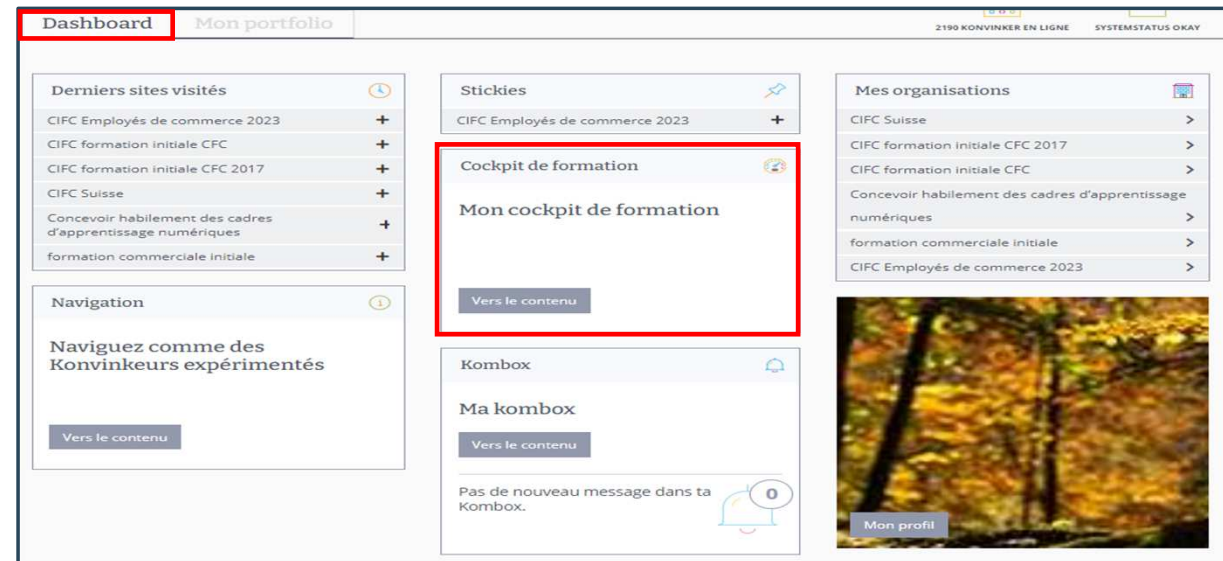 Dashboard
Mon portfolio
2190 KONVINKER EN LIGNE
SYSTEMSTATUS OKAY
Derniers sites visités
CIFC Employés de commerce 2023
CIFC formation initiale CFC
CIFC formation initiale CFC 2017
CIFC Suisse
Concevoir habilement des cadres
d'apprentissage numériques
formation commerciale initiale
Navigation
Naviguez comme des
Konvinkeurs expérimentés
Vers le contenu
Stickies
CIFC Employés de commerce 2023
Cockpit de formation
Mon cockpit de formation
Vers le contenu
Kombox
Ma kombox
Vers le contenu
Pas de nouveau message dans ta
Kombox.
0
Mes organisations
CIFC Suisse
CIFC formation initiale CFC 2017
CIFC formation initiale CFC
Concevoir habilement des cadres d'apprentissage
numériques
formation commerciale initiale
CIFC Employés de commerce 2023
Mon profil